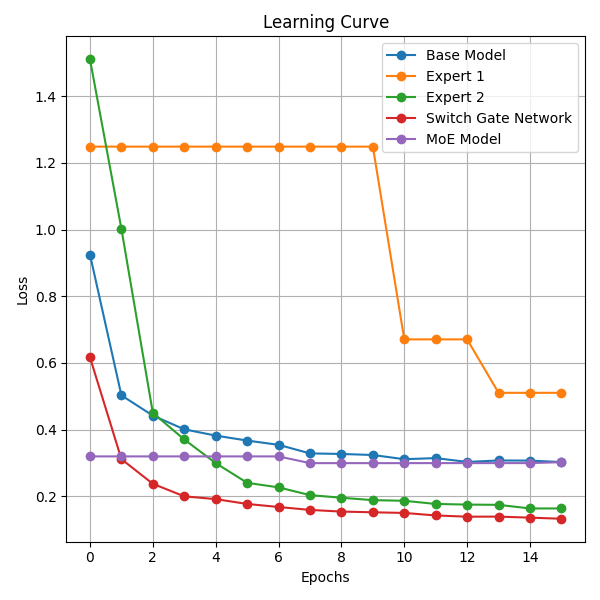 Learning Curve
Base Model
Expert 1
Expert 2
Switch Gate Network
MoE Model
Loss
1.4
1.2
1.0
0.8
0.6
0.4
0.2
0 2 4 6 8 10 12 14
Epochs